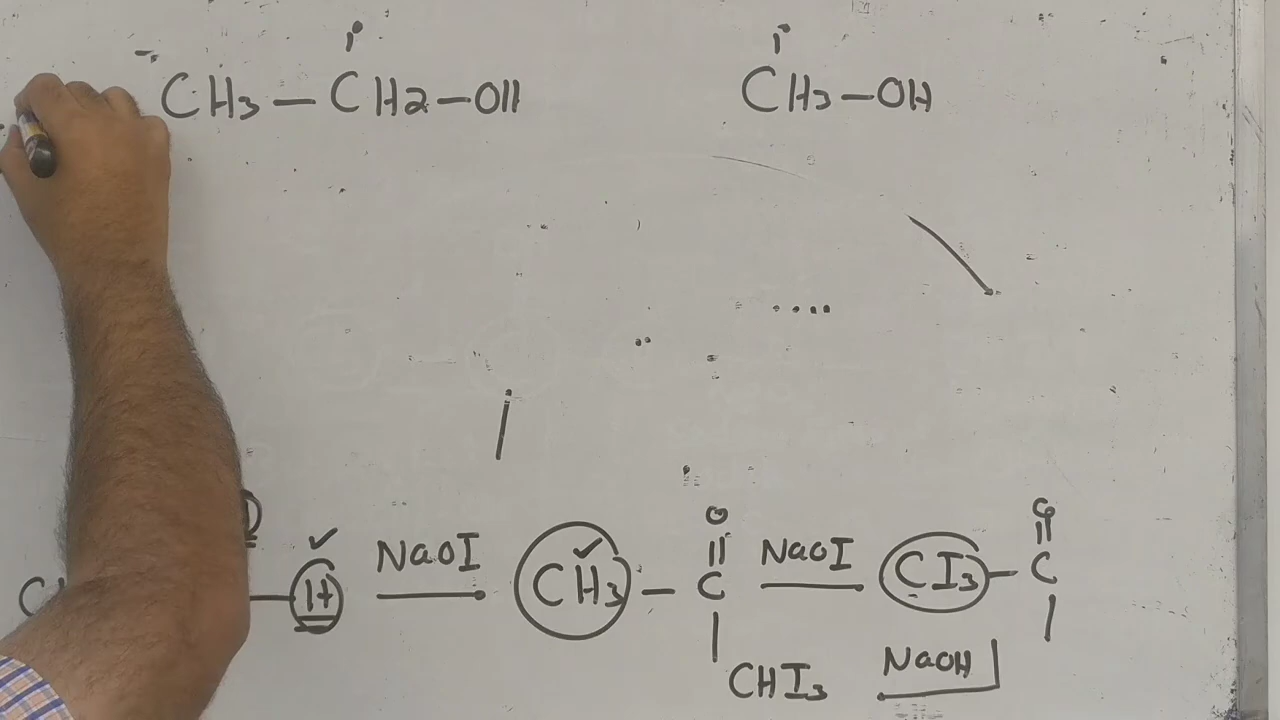 CH3 — CH2 — OH CH3 — OH
O O
H NaOI CH3 — C NaOI CI3 — C
CHI3 NaOH